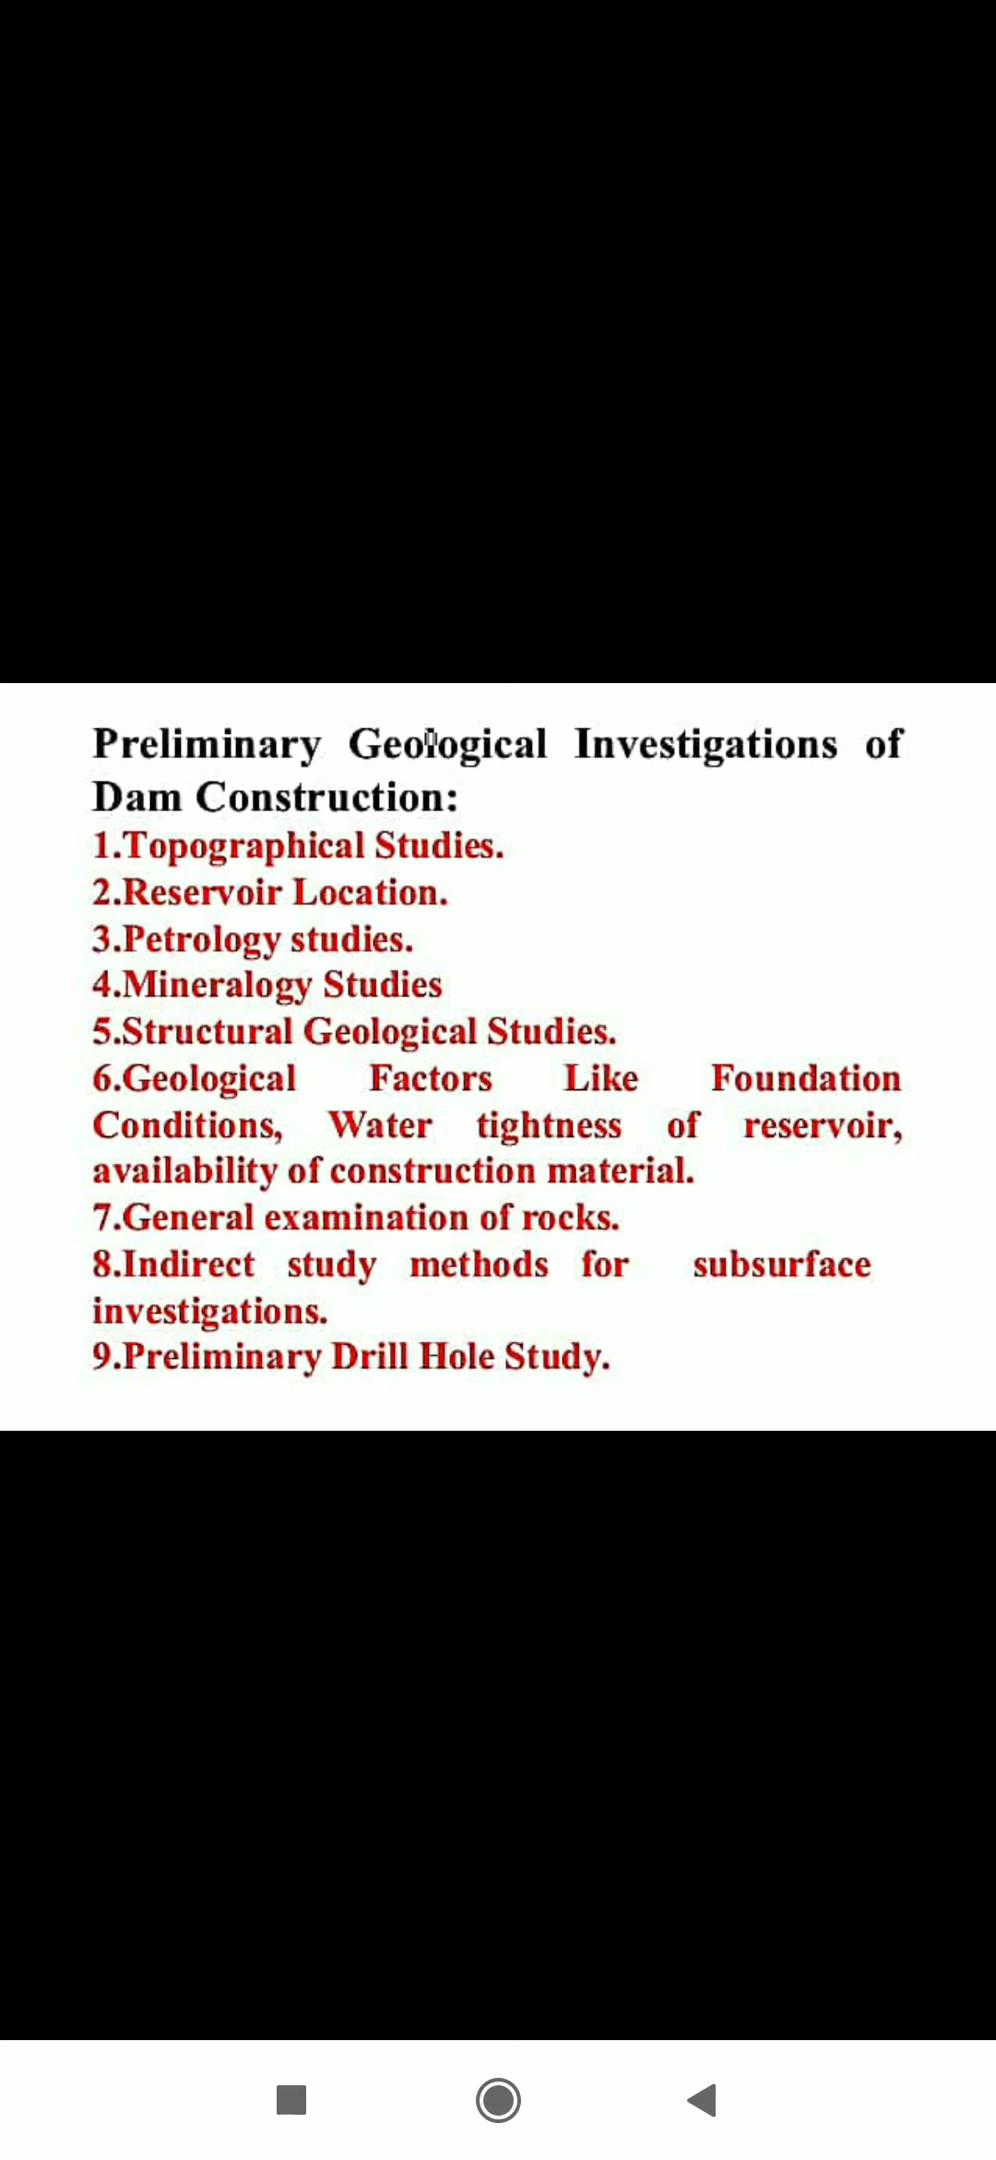 Preliminary Geological Investigations of
Dam Construction:
1.Topographical Studies.
2.Reservoir Location.
3.Petrology studies.
4.Mineralogy Studies
5.Structural Geological Studies.
6.Geological Factors Like Foundation
Conditions, Water tightness of reservoir,
availability of construction material.
7.General examination of rocks.
8.Indirect study methods for subsurface
investigations.
9.Preliminary Drill Hole Study.